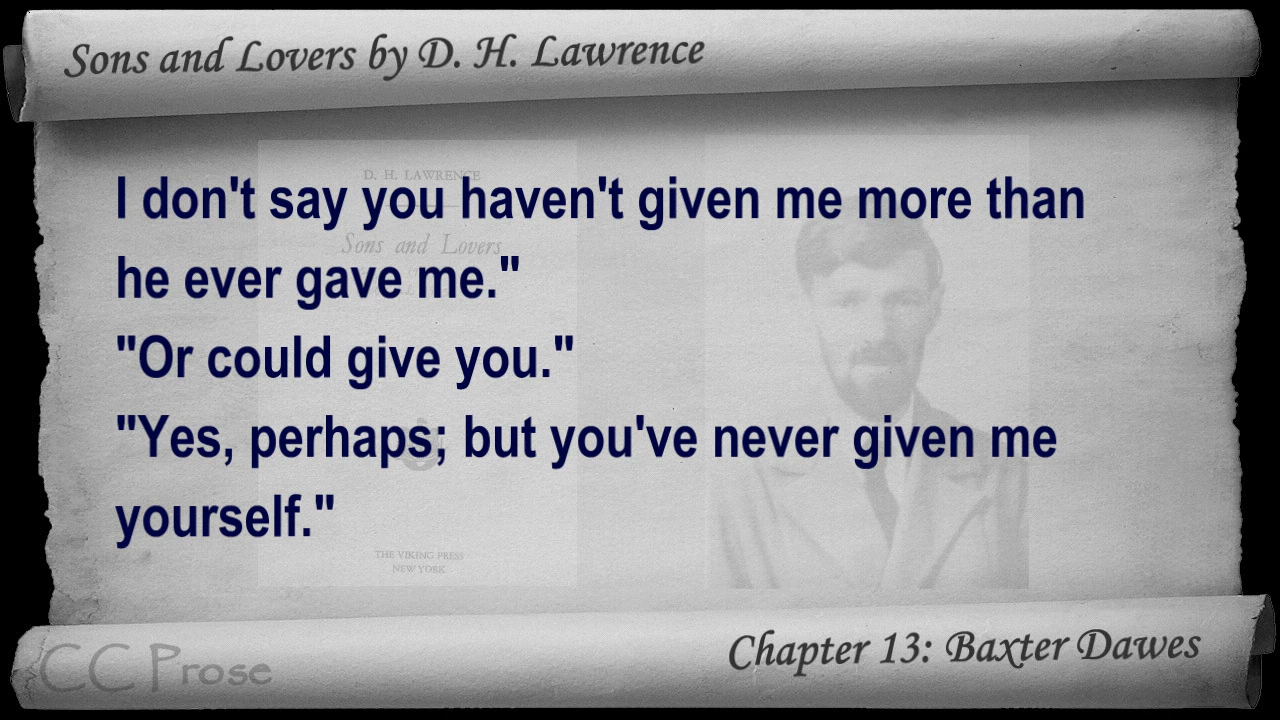 Sons and Lovers by D. H. Lawrence
D. H. LAWRENCE
I don't say you haven't given me more than
Sons and Lovers
he ever gave me."
"Or could give you."
"Yes, perhaps; but you've never given me
yourself."
THE VIKING PRESS
NEW YORK
Chapter 13: Baxter Dawes
CC Prose